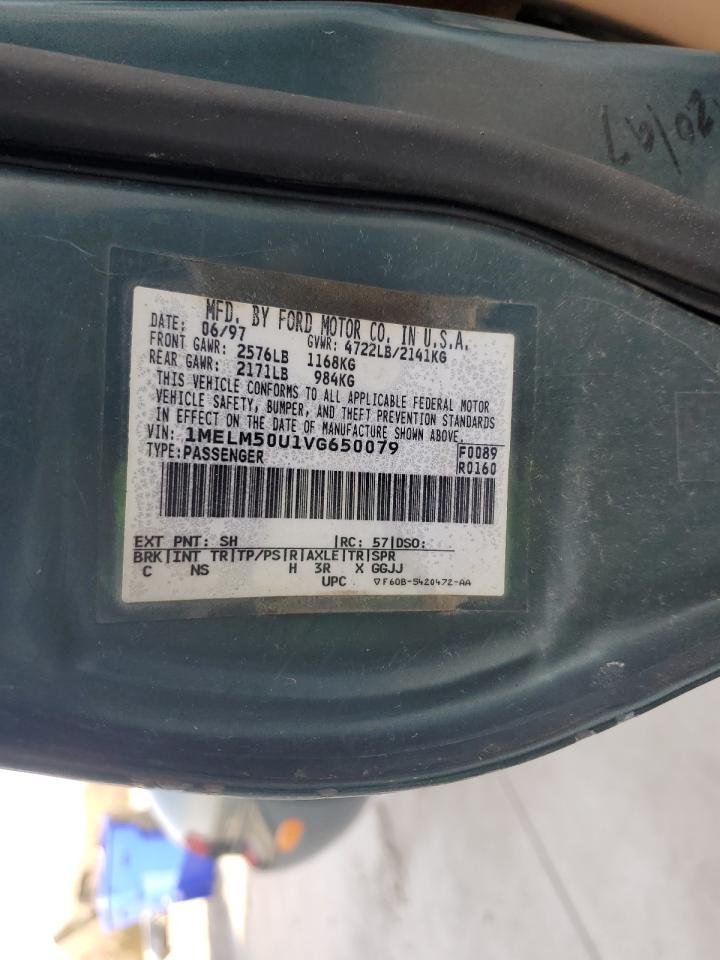 20/97
MFD. BY FORD MOTOR CO. IN U.S.A.
DATE: 06/97 GVWR: 4722LB/2141KG
FRONT GAWR: 2576LB 1168KG
REAR GAWR: 2171LB 984KG
THIS VEHICLE CONFORMS TO ALL APPLICABLE FEDERAL MOTOR
VEHICLE SAFETY, BUMPER, AND THEFT PREVENTION STANDARDS
IN EFFECT ON THE DATE OF MANUFACTURE SHOWN ABOVE.
VIN: 1MELM50U1VG650079
TYPE:PASSENGER
F0089
R0160
EXT PNT: SH |RC: 57|DSO:
BRK|INT TR|TP/PS|R|AXLE|TR|SPR
C NS H 3R X GGJJ
UPC ▽F60B-5420472-AA